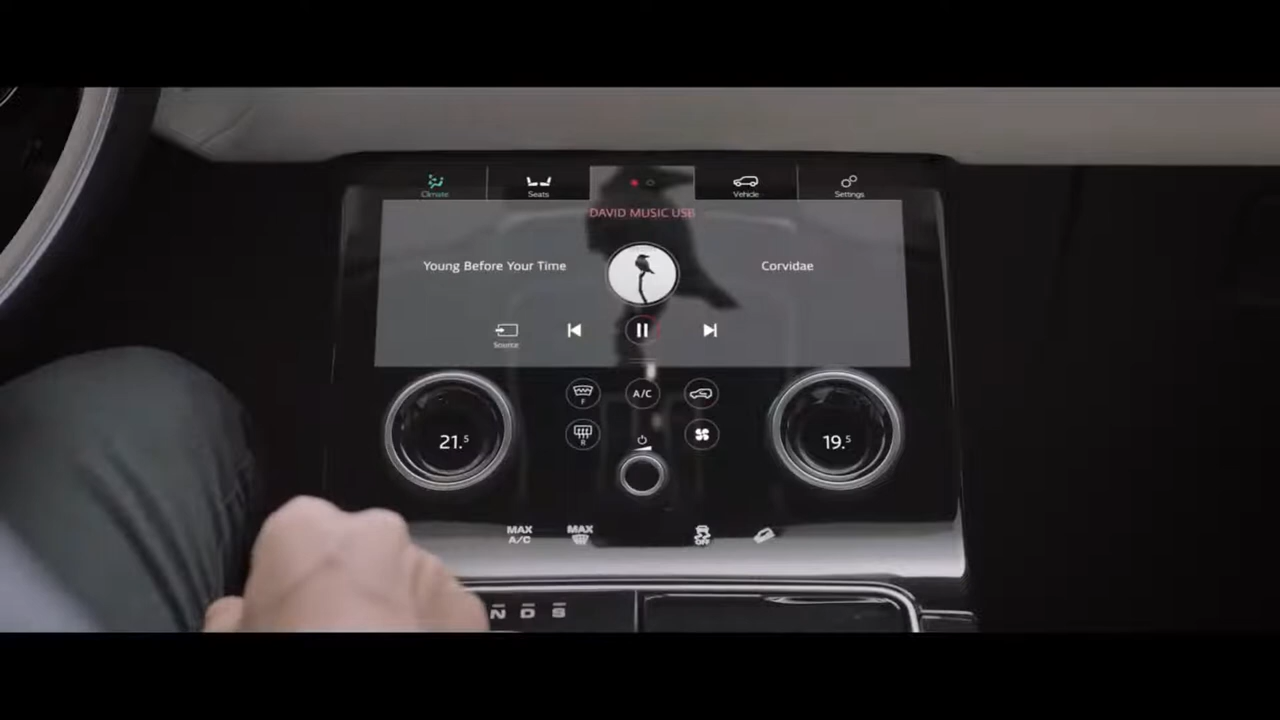 Climate
Seats
Vehicle
Settings
DAVID MUSIC USB
Young Before Your Time
Corvidae
Source
F
A/C
R
21.5
19.5
MAX
A/C
MAX
OFF
N D S